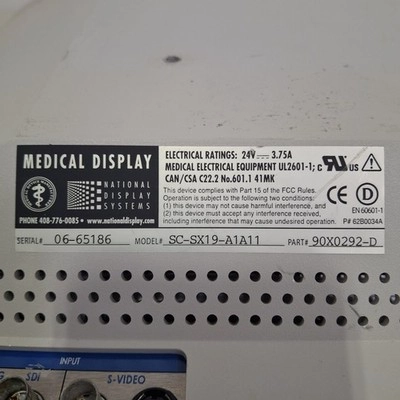 MEDICAL DISPLAY
NATIONAL
DISPLAY
SYSTEMS
PHONE 408-776-0085 • www.nationaldisplay.com
ELECTRICAL RATINGS: 24V 3.75A
MEDICAL ELECTRICAL EQUIPMENT UL2601-1;
CAN/CSA C22.2 No.601.1 41MK
This device complies with Part 15 of the FCC Rules.
Operation is subject to the following two conditions:
(1) This device may not cause harmful interference, and
(2) this device must accept any interference received,
including interference that may cause undesired operation.
C UL US
C D
EN 60601-1
P# 62B0034A
SERIAL# 06-65186
MODEL# SC-SX19-A1A11
PART# 90X0292-D
INPUT
G SDI S-VIDEO